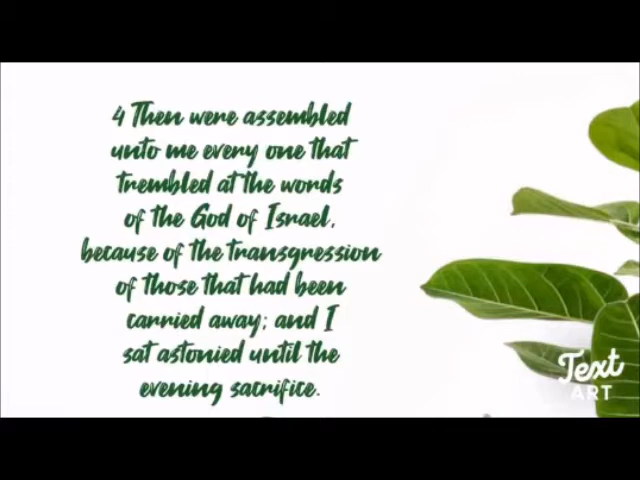 4 Then were assembled
unto me every one that
trembled at the words
of the God of Israel,
because of the transgression
of those that had been
carried away; and I
sat astonied until the
evening sacrifice.
Text
ART